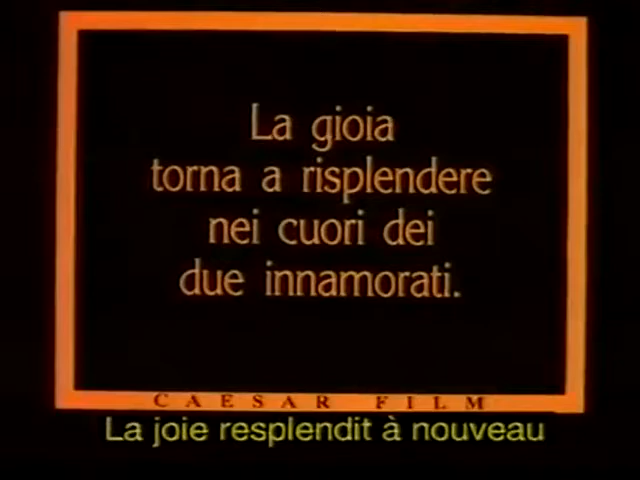 La gioia
torna a risplendere
nei cuori dei
due innamorati.
CAESAR FILM
La joie resplendit à nouveau